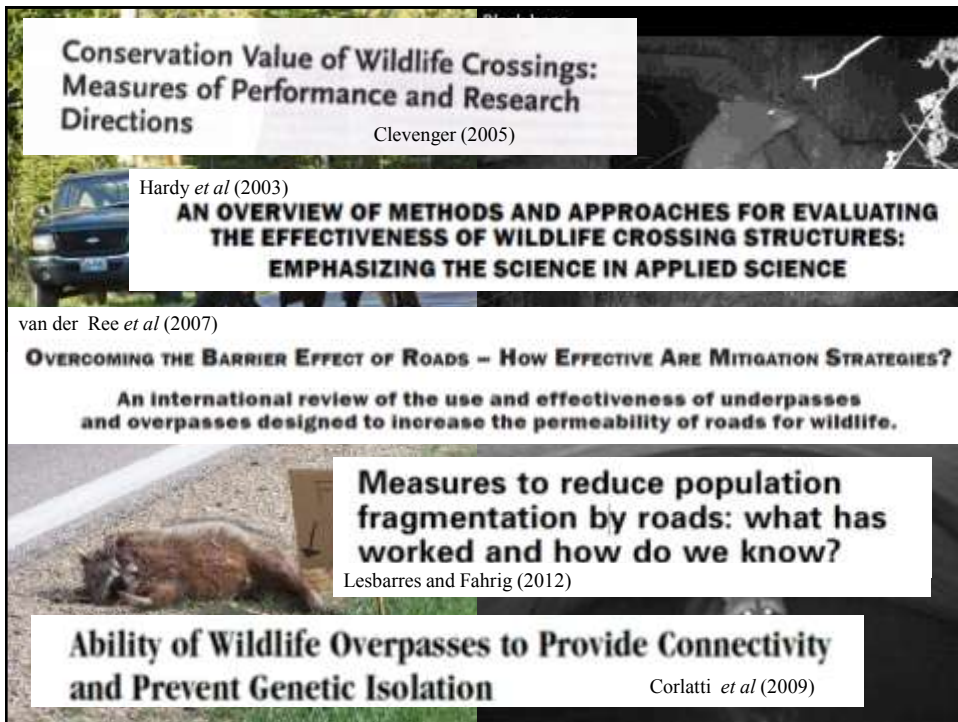 Conservation Value of Wildlife Crossings:
Measures of Performance and Research
Directions
Clevenger (2005)
Hardy et al (2003)
AN OVERVIEW OF METHODS AND APPROACHES FOR EVALUATING
THE EFFECTIVENESS OF WILDLIFE CROSSING STRUCTURES:
EMPHASIZING THE SCIENCE IN APPLIED SCIENCE
van der Ree et al (2007)
OVERCOMING THE BARRIER EFFECT OF ROADS – HOW EFFECTIVE ARE MITIGATION STRATEGIES?
An international review of the use and effectiveness of underpasses
and overpasses designed to increase the permeability of roads for wildlife.
Measures to reduce population
fragmentation by roads: what has
worked and how do we know?
Lesbarres and Fahrig (2012)
Ability of Wildlife Overpasses to Provide Connectivity
and Prevent Genetic Isolation
Corlatti et al (2009)